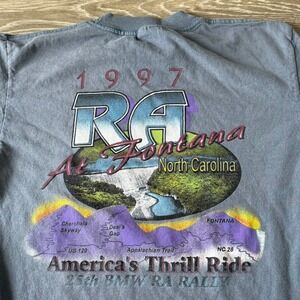 1997
RA
At Fontana
North Carolina
Cherohala
Skyway
Deal's
Gap
FONTANA
US 129
Appalachian Trail
NC 28
America's Thrill Ride
25th BMW RA RALLY